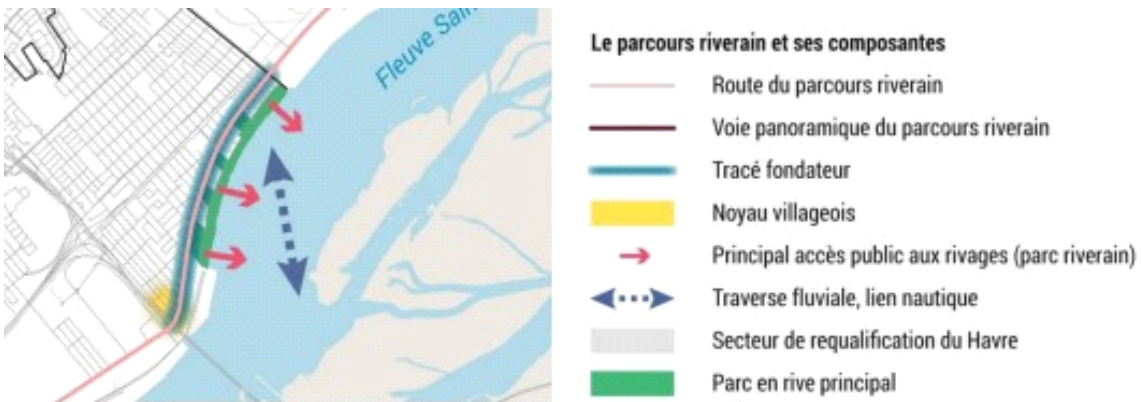 Fleuve Sain
Le parcours riverain et ses composantes
Route du parcours riverain
Voie panoramique du parcours riverain
Tracé fondateur
Noyau villageois
Principal accès public aux rivages (parc riverain)
Traverse fluviale, lien nautique
Secteur de requalification du Havre
Parc en rive principal